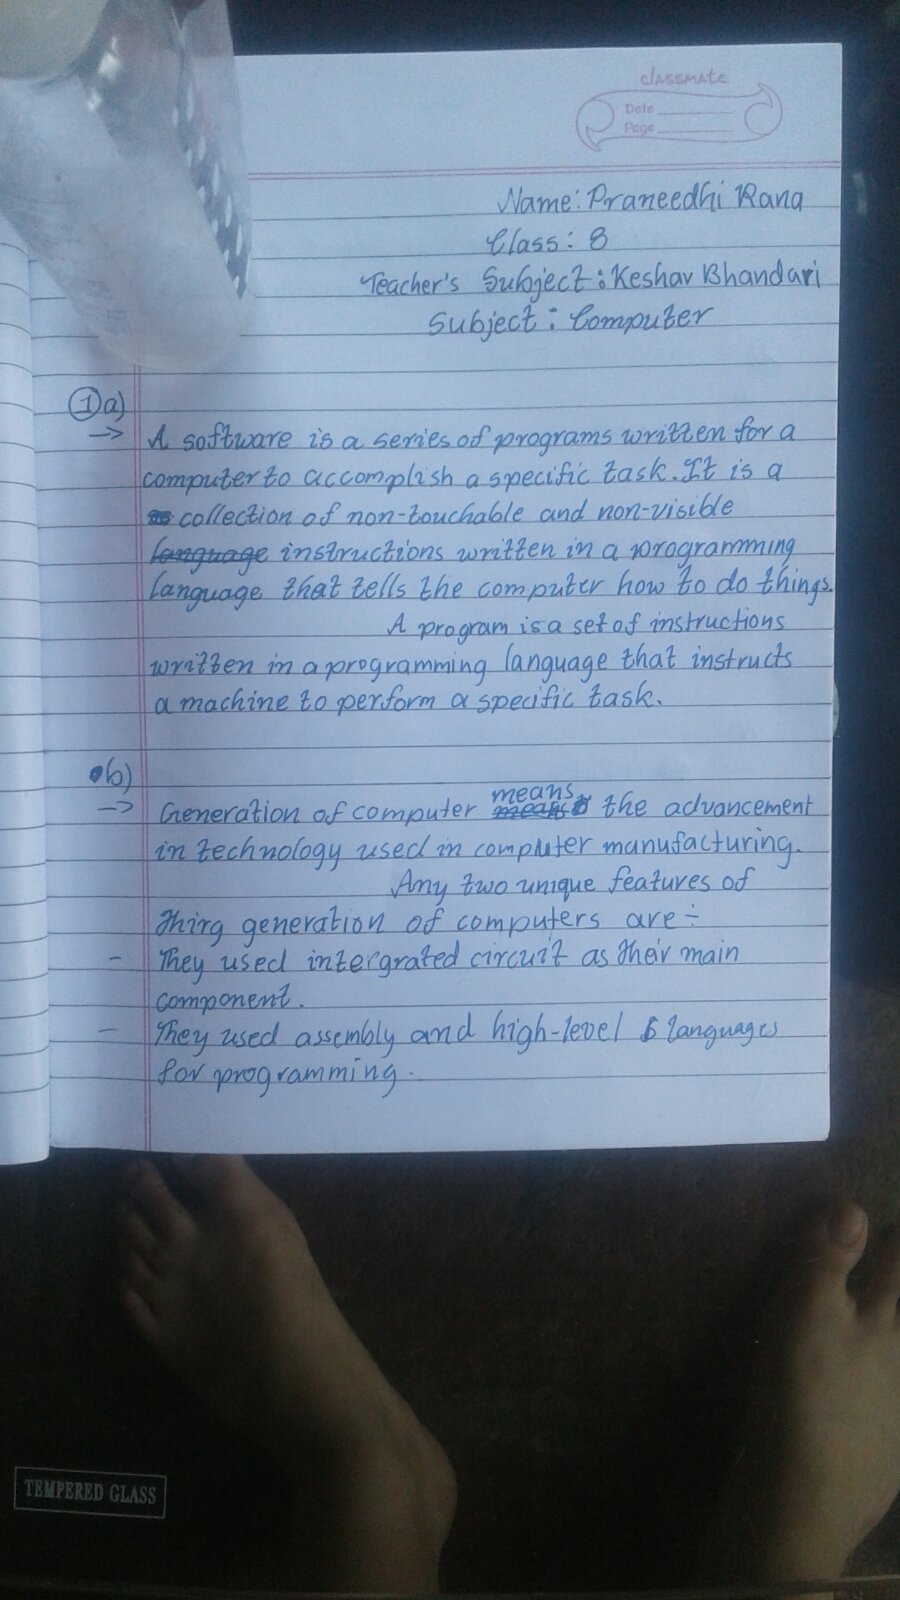 classmate
Date
Page
Name: Praneedhi Rana
Class: 8
Teacher's Subject: Keshav Bhandari
Subject: Computer
1 a)
→ A software is a series of programs written for a
computer to accomplish a specific task. It is a
collection of non-touchable and non-visible
language instructions written in a programming
language that tells the computer how to do things.
A program is a set of instructions
written in a programming language that instructs
a machine to perform a specific task.
b)
means
→ Generation of computer means the advancement
in technology used in computer manufacturing.
Any two unique features of
Thirg generation of computers are ÷
- They used intergrated circuit as their main
component.
- They used assembly and high-level languages
for programming.
TEMPERED GLASS